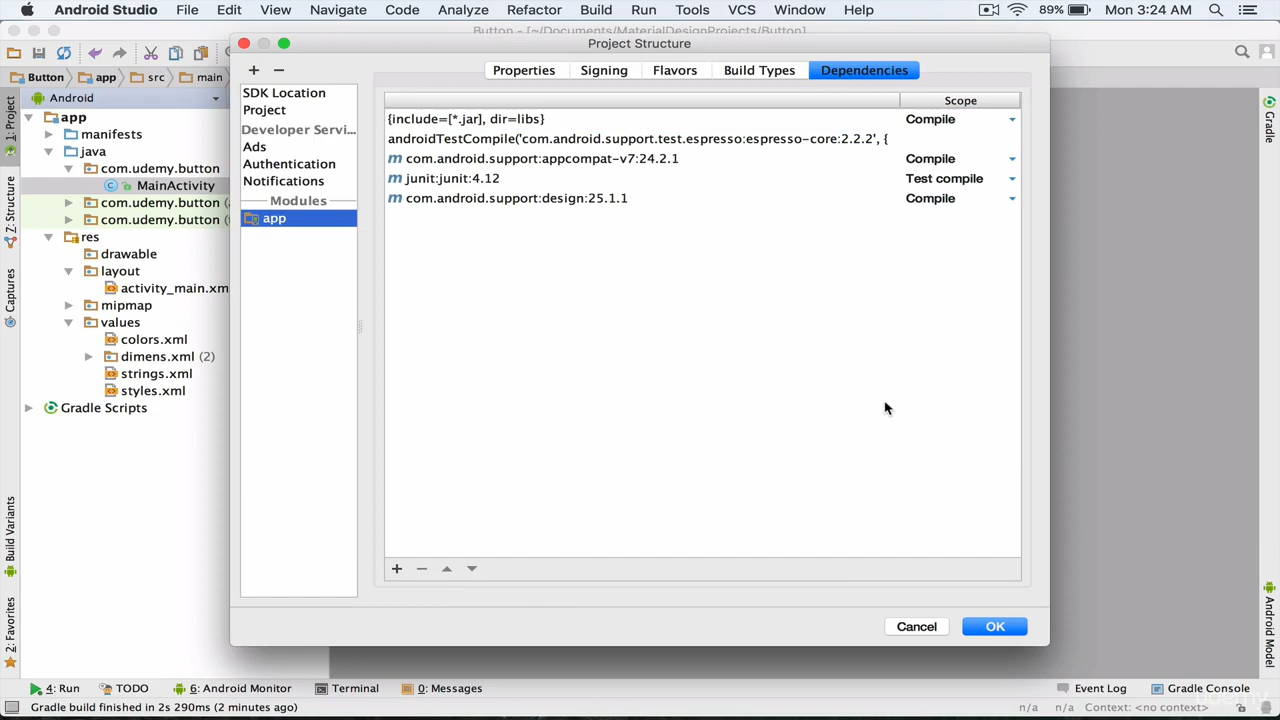 Android Studio File Edit View Navigate Code Analyze Refactor Build Run Tools VCS Window Help 89% Mon 3:24 AM
Button - [~/Documents/MaterialDesignProjects/Button]
Project Structure
Button app src main
Properties Signing Flavors Build Types Dependencies
1: Project
Z: Structure
Captures
Build Variants
2: Favorites
Android
app
manifests
java
com.udemy.button
MainActivity
com.udemy.button
com.udemy.button
res
drawable
layout
activity_main.xm
mipmap
values
colors.xml
dimens.xml (2)
strings.xml
styles.xml
Gradle Scripts
SDK Location
Project
Developer Servi...
Ads
Authentication
Notifications
Modules
app
Scope
{include=[*.jar], dir=libs} Compile
androidTestCompile('com.android.support.test.espresso:espresso-core:2.2.2', {
m com.android.support:appcompat-v7:24.2.1 Compile
m junit:junit:4.12 Test compile
m com.android.support:design:25.1.1 Compile
Cancel OK
Gradle
Android Model
4: Run TODO 6: Android Monitor Terminal 0: Messages Event Log Gradle Console
Gradle build finished in 2s 290ms (2 minutes ago) n/a n/a Context: <no context>